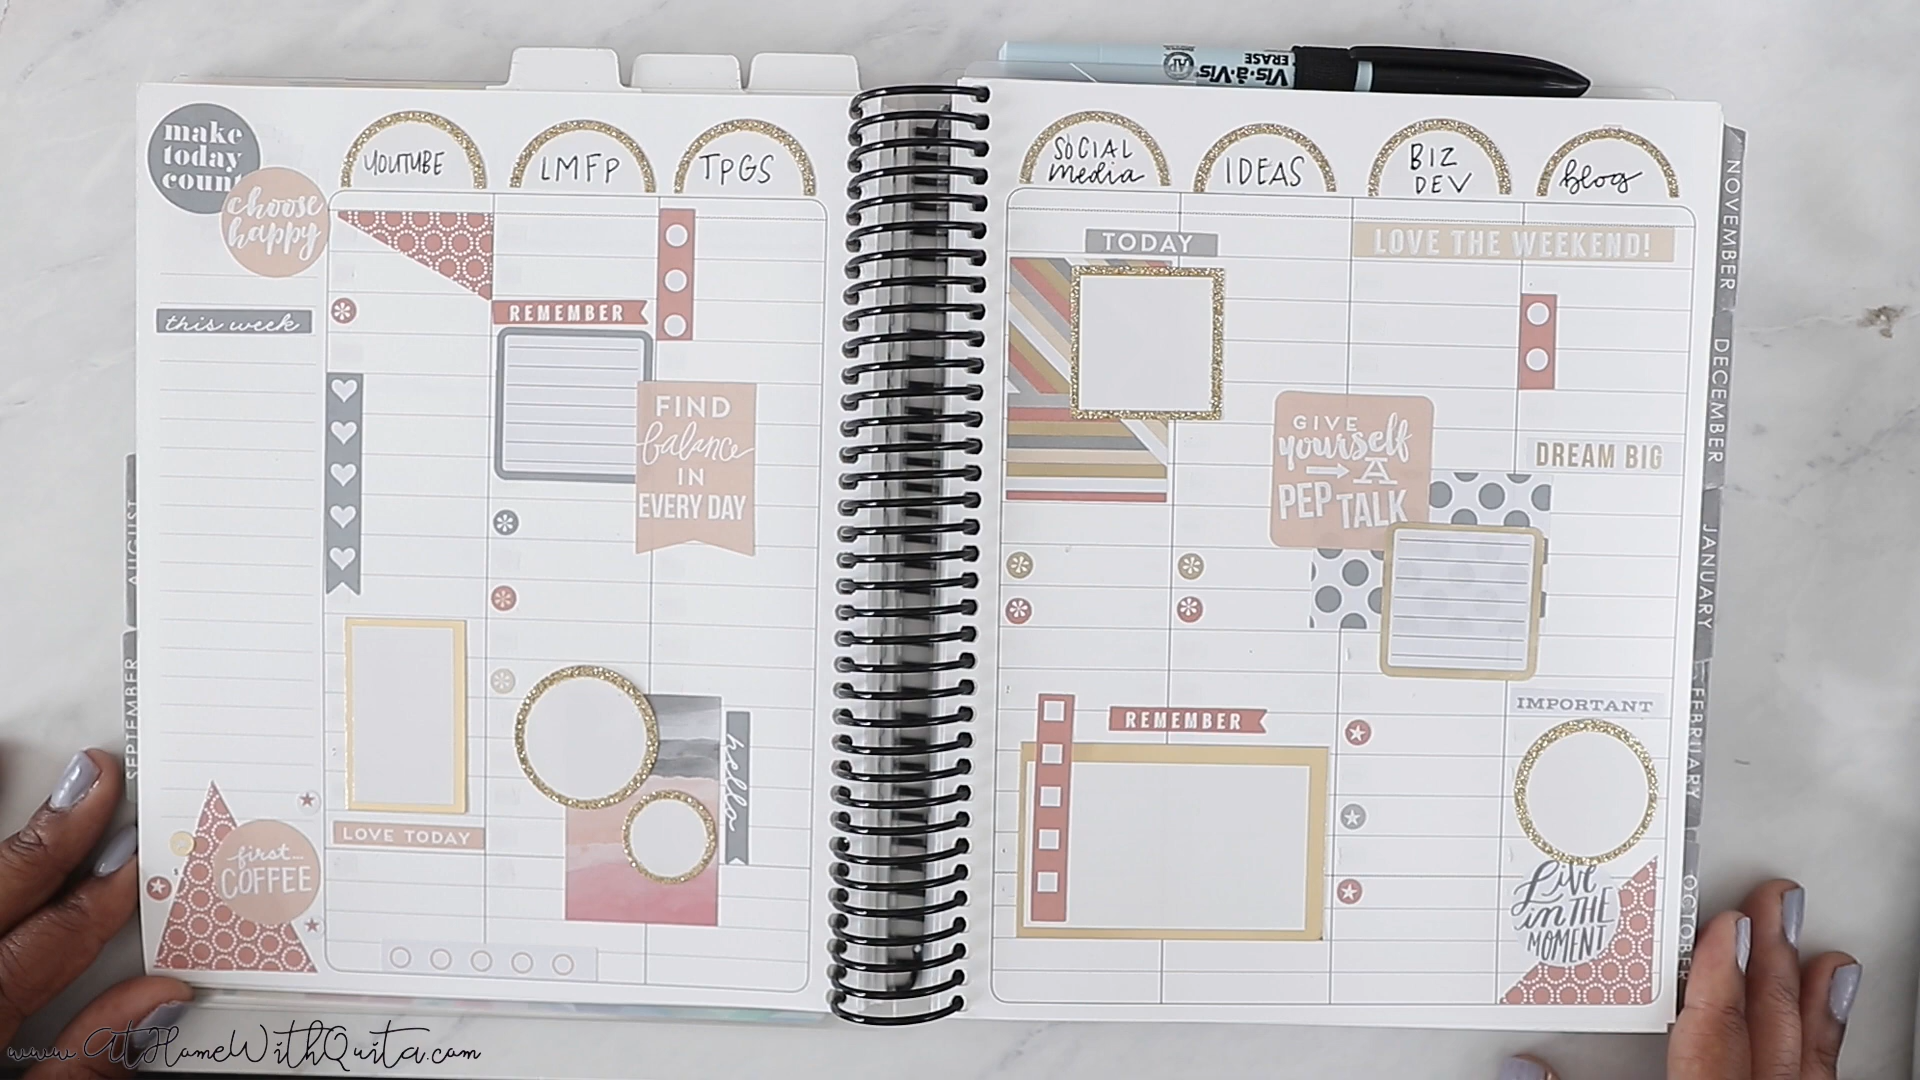 make
today
count
choose
happy
YOUTUBE
LMFP
TPGS
this week
REMEMBER
FIND
balance
IN
EVERY DAY
LOVE TODAY
hello
first...
COFFEE
AUGUST
SEPTEMBER
Vis-à-Vis
ERASE
AP
SOCIAL
media
IDEAS
BIZ
DEV
blog
TODAY
LOVE THE WEEKEND!
GIVE
yourself
A
PEP TALK
DREAM BIG
REMEMBER
IMPORTANT
Live
in THE
MOMENT
NOVEMBER
DECEMBER
JANUARY
FEBRUARY
OCTOBER
www.AtHomeWithQuita.com